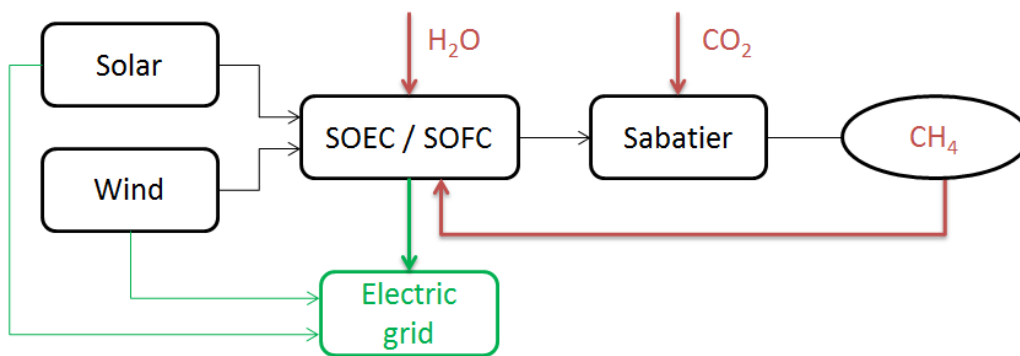 Solar
H₂O
CO₂
SOEC / SOFC
Sabatier
CH₄
Wind
Electric
grid